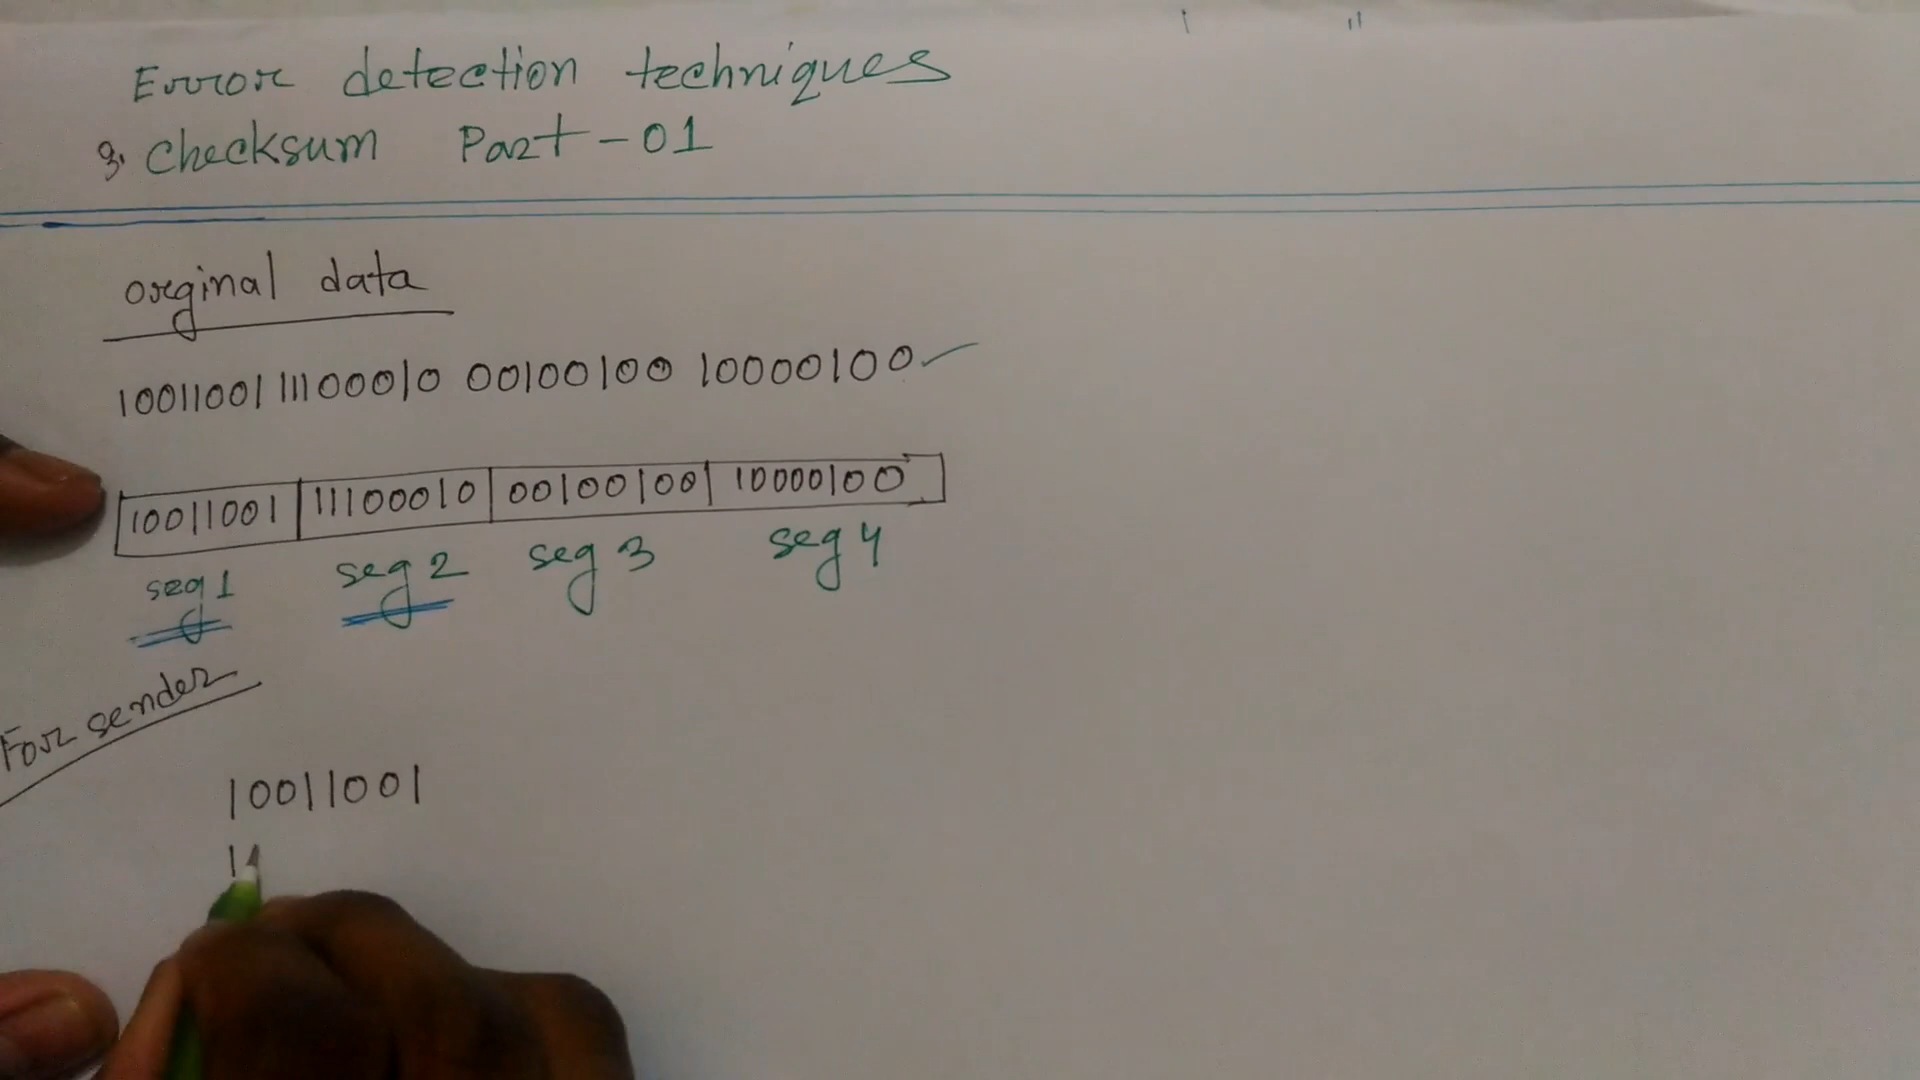 Error detection techniques
3. Checksum Part-01
orginal data
10011001 11100010 00100100 10000100
10011001 11100010 00100100 10000100
seg 1 seg 2 seg 3 seg 4
For sender
10011001
1